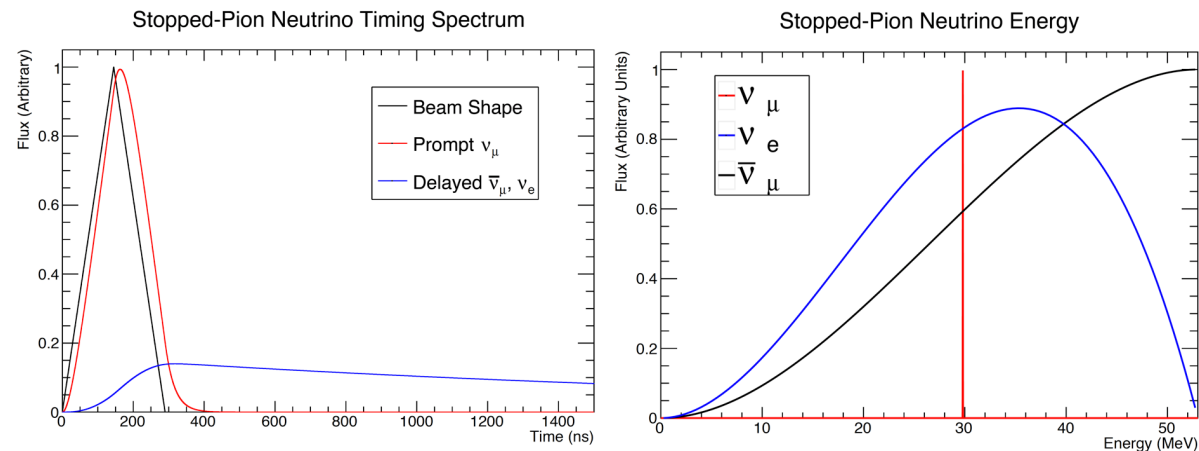 Stopped-Pion Neutrino Timing Spectrum
Flux (Arbitrary)
1
0.8
0.6
0.4
0.2
0
Beam Shape
Prompt νμ
Delayed ν̅μ, νe
0 200 400 600 800 1000 1200 1400
Time (ns)
Stopped-Pion Neutrino Energy
Flux (Arbitrary Units)
1
0.8
0.6
0.4
0.2
0
ν μ
ν e
ν̅ μ
0 10 20 30 40 50
Energy (MeV)